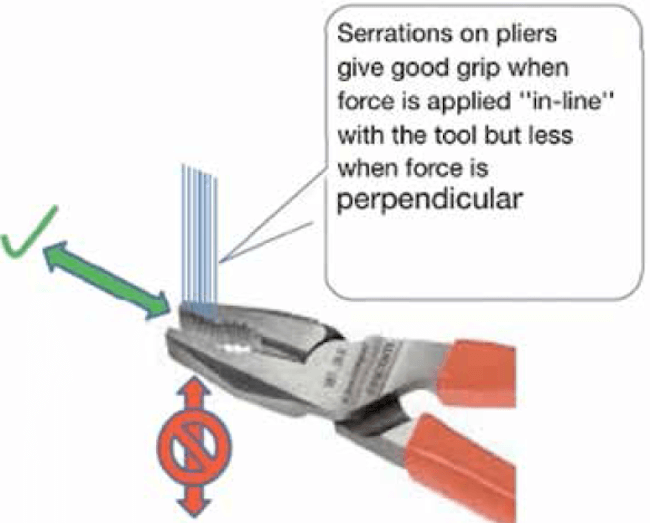 Serrations on pliers
give good grip when
force is applied "in-line"
with the tool but less
when force is
perpendicular